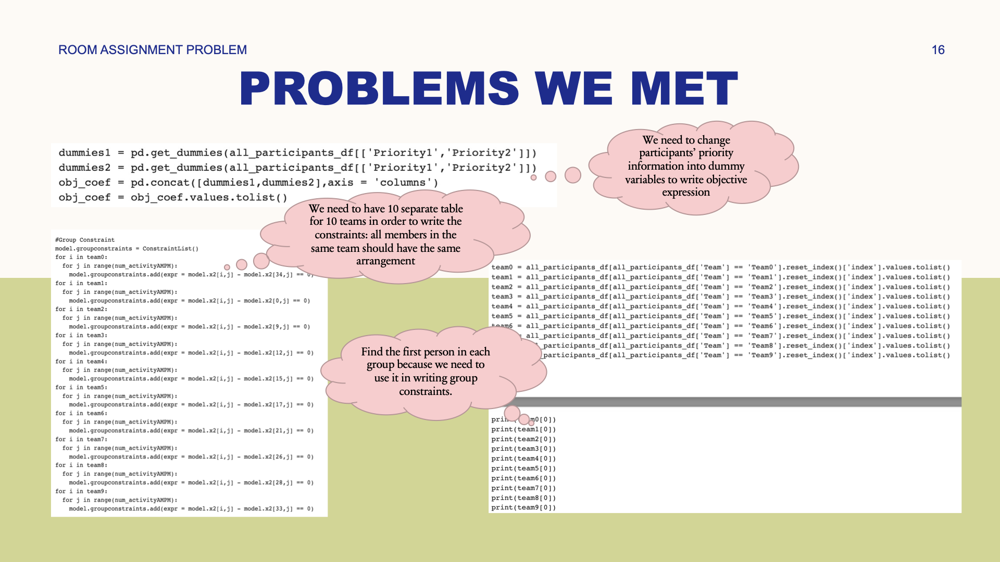 ROOM ASSIGNMENT PROBLEM
16
PROBLEMS WE MET
dummies1 = pd.get_dummies(all_participants_df[['Priority1','Priority2']])
dummies2 = pd.get_dummies(all_participants_df[['Priority1','Priority2']])
obj_coef = pd.concat([dummies1,dummies2],axis = 'columns')
obj_coef = obj_coef.values.tolist()
We need to change
participants’ priority
information into dummy
variables to write objective
expression
We need to have 10 separate table
for 10 teams in order to write the
constraints: all members in the
same team should have the same
arrangement
#Group Constraint
model.groupconstraints = ConstraintList()
for i in team0:
for j in range(num_activityAMPM):
model.groupconstraints.add(expr = model.x2[i,j] - model.x2[34,j] == 0)
for i in team1:
for j in range(num_activityAMPM):
model.groupconstraints.add(expr = model.x2[i,j] - model.x2[0,j] == 0)
for i in team2:
for j in range(num_activityAMPM):
model.groupconstraints.add(expr = model.x2[i,j] - model.x2[9,j] == 0)
for i in team3:
for j in range(num_activityAMPM):
model.groupconstraints.add(expr = model.x2[i,j] - model.x2[12,j] == 0)
for i in team4:
for j in range(num_activityAMPM):
model.groupconstraints.add(expr = model.x2[i,j] - model.x2[15,j] == 0)
for i in team5:
for j in range(num_activityAMPM):
model.groupconstraints.add(expr = model.x2[i,j] - model.x2[17,j] == 0)
for i in team6:
for j in range(num_activityAMPM):
model.groupconstraints.add(expr = model.x2[i,j] - model.x2[21,j] == 0)
for i in team7:
for j in range(num_activityAMPM):
model.groupconstraints.add(expr = model.x2[i,j] - model.x2[26,j] == 0)
for i in team8:
for j in range(num_activityAMPM):
model.groupconstraints.add(expr = model.x2[i,j] - model.x2[28,j] == 0)
for i in team9:
for j in range(num_activityAMPM):
model.groupconstraints.add(expr = model.x2[i,j] - model.x2[33,j] == 0)
team0 = all_participants_df[all_participants_df['Team'] == 'Team0'].reset_index()['index'].values.tolist()
team1 = all_participants_df[all_participants_df['Team'] == 'Team1'].reset_index()['index'].values.tolist()
team2 = all_participants_df[all_participants_df['Team'] == 'Team2'].reset_index()['index'].values.tolist()
team3 = all_participants_df[all_participants_df['Team'] == 'Team3'].reset_index()['index'].values.tolist()
team4 = all_participants_df[all_participants_df['Team'] == 'Team4'].reset_index()['index'].values.tolist()
team5 = all_participants_df[all_participants_df['Team'] == 'Team5'].reset_index()['index'].values.tolist()
team6 = all_participants_df[all_participants_df['Team'] == 'Team6'].reset_index()['index'].values.tolist()
all_participants_df[all_participants_df['Team'] == 'Team7'].reset_index()['index'].values.tolist()
_participants_df[all_participants_df['Team'] == 'Team8'].reset_index()['index'].values.tolist()
_participants_df[all_participants_df['Team'] == 'Team9'].reset_index()['index'].values.tolist()
Find the first person in each
group because we need to
use it in writing group
constraints.
print(team0[0])
print(team1[0])
print(team2[0])
print(team3[0])
print(team4[0])
print(team5[0])
print(team6[0])
print(team7[0])
print(team8[0])
print(team9[0])